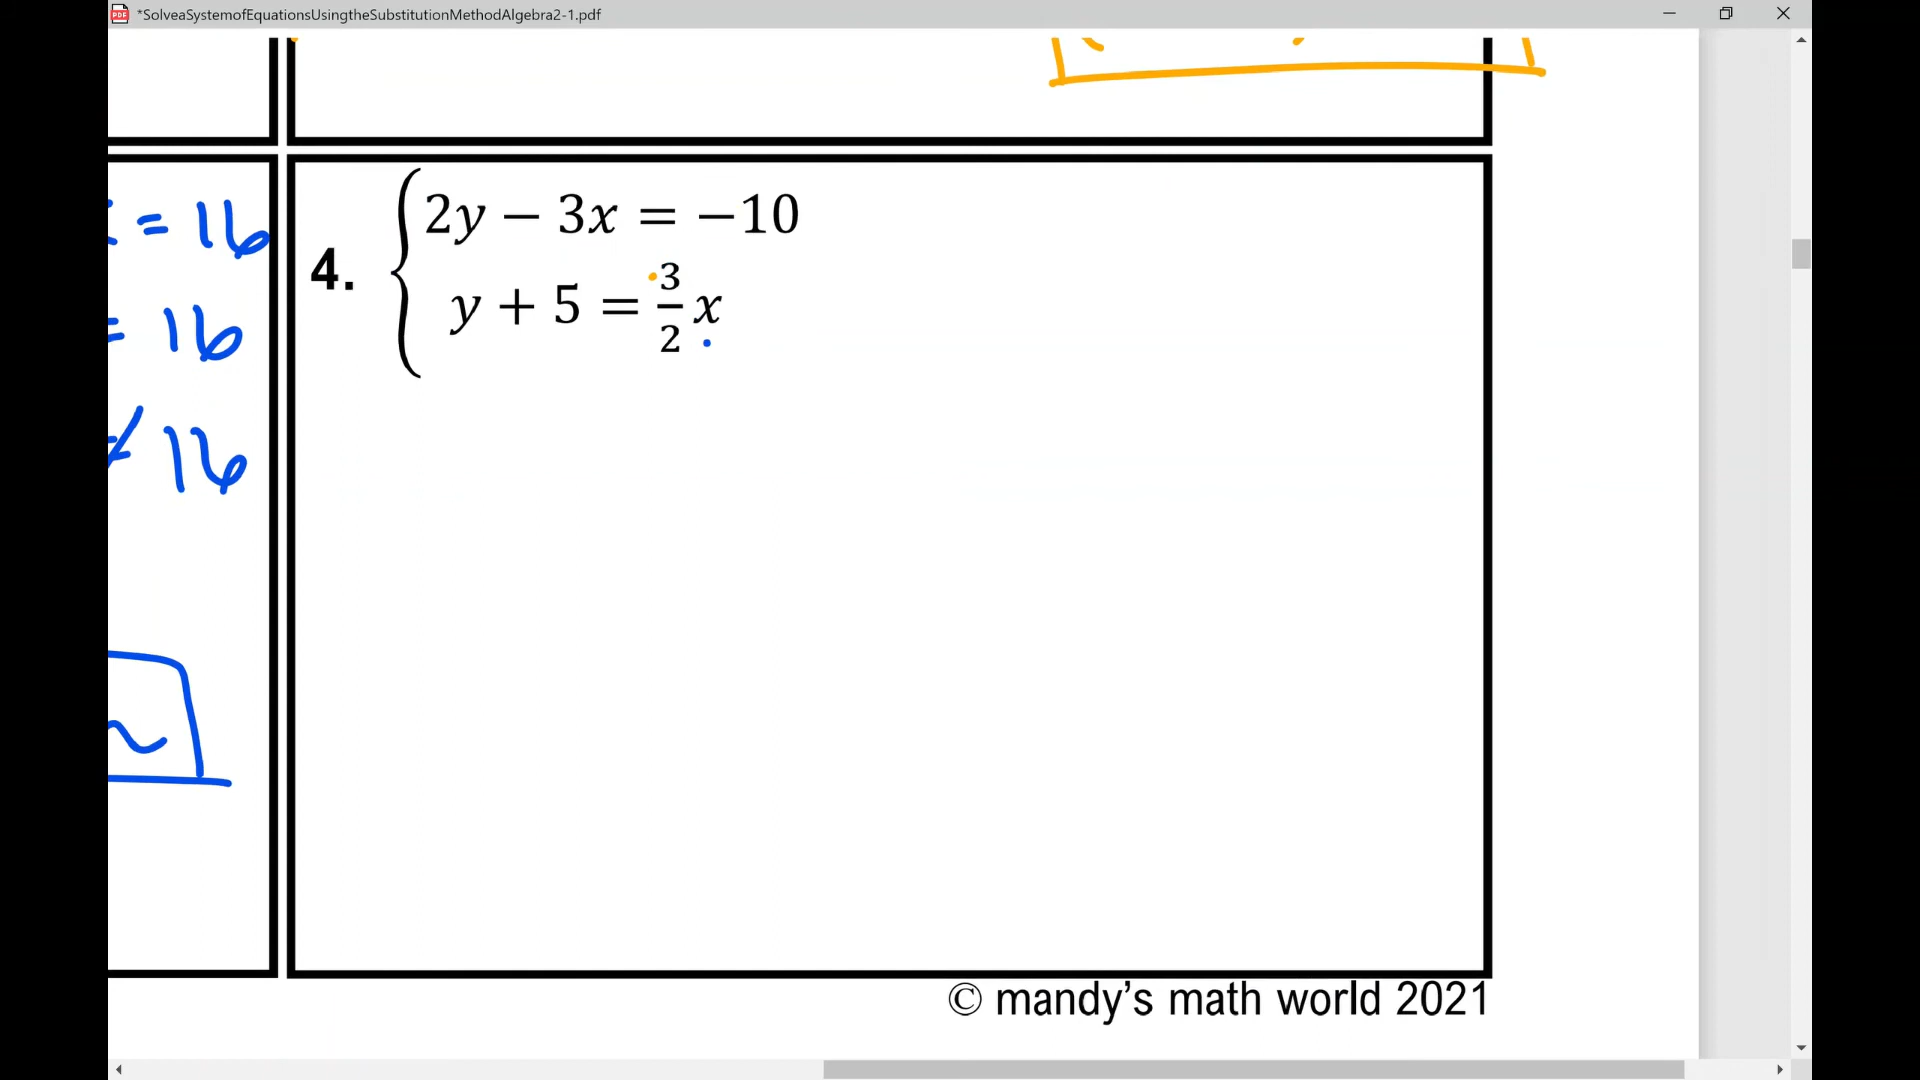 *SolveaSystemofEquationsUsingtheSubstitutionMethodAlgebra2-1.pdf
= 16
= 16
≠ 16
4. { 2y − 3x = −10
y + 5 = 3/2 x
© mandy's math world 2021